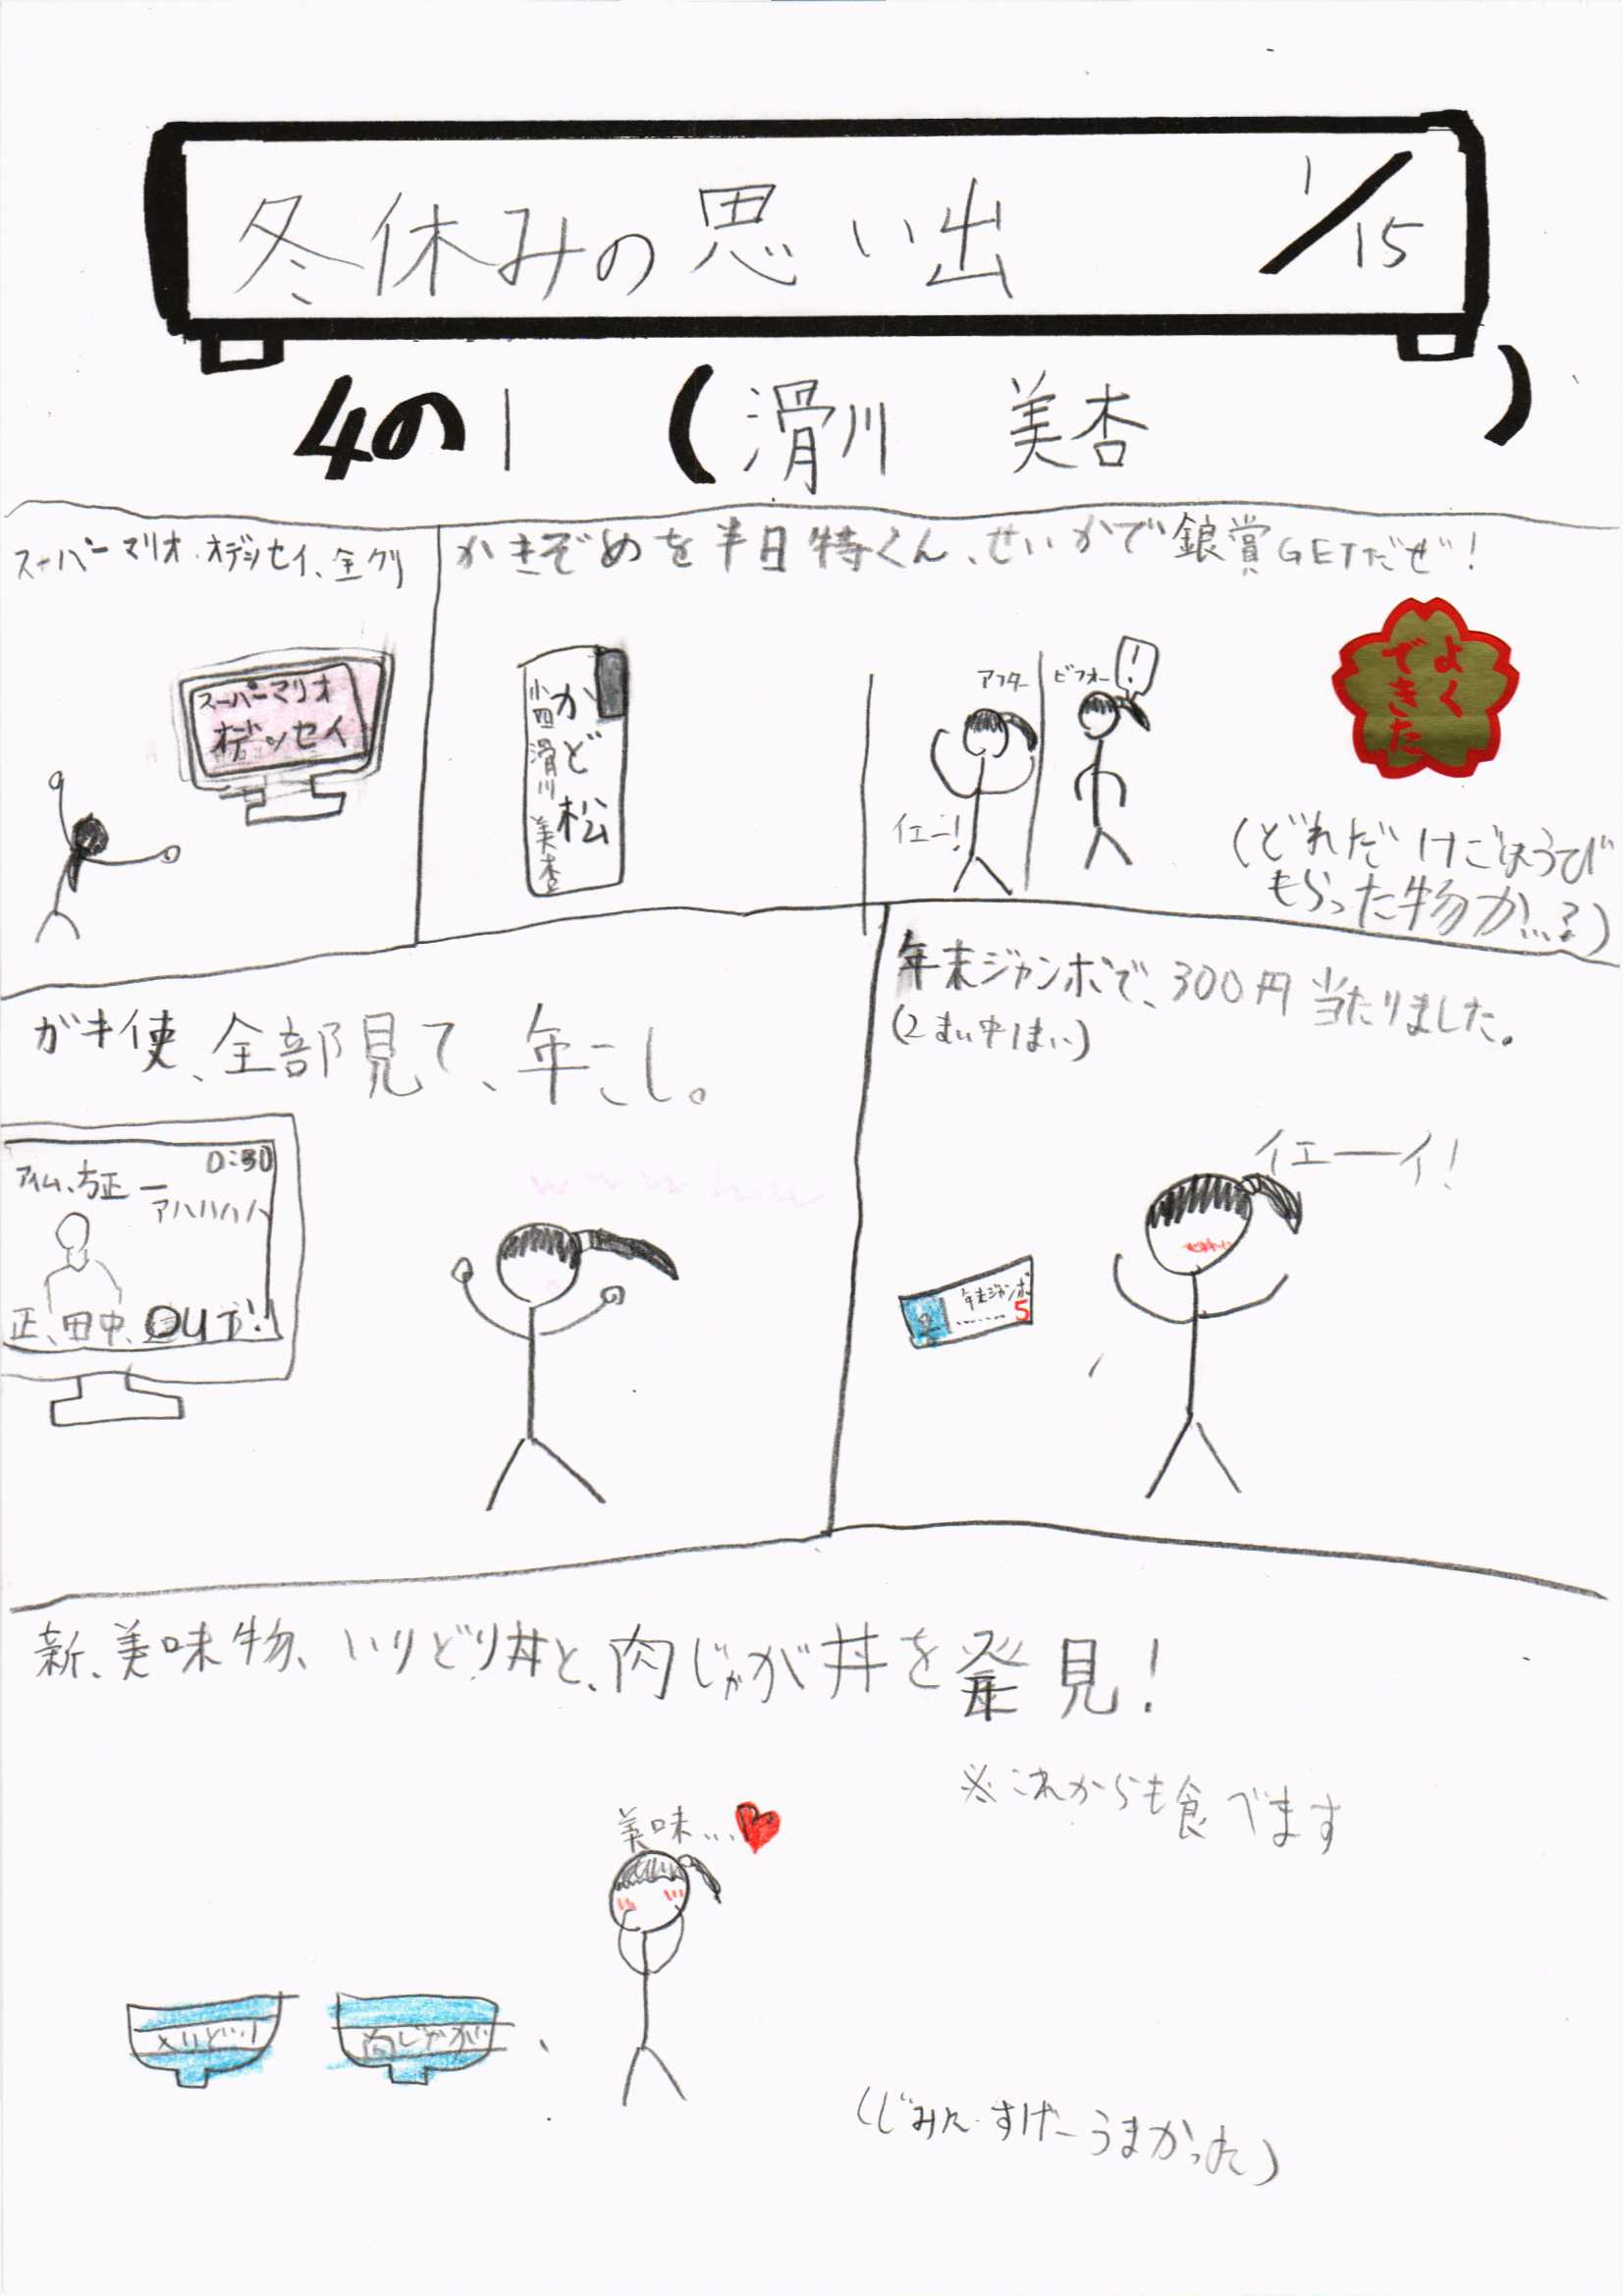 冬休みの思い出
1/15
4の1 (滑川 美杏)
スーパーマリオ.オデッセイ、全クリ
スーパーマリオ
オデッセイ
かきぞめを半日特くん、せいかで銀賞GETだぜ!
かど松
小四 滑川 美杏
アフター
ビフォー
!
イエー!
よく
できた
(どれだけごほうび
もらった物か…?)
ガキ使、全部見て、年こし。
0:30
アイム、方正ー
アハハハハ
正、田中、OUT!!
年末ジャンボで、300円当たりました。
(2まい中1まい)
イエーイ!
年末ジャンボ
5
新、美味物、いりどり丼と、肉じゃが丼を発見!
※これからも食べます
美味…
いりどり
肉じゃが
すげーうまかった)